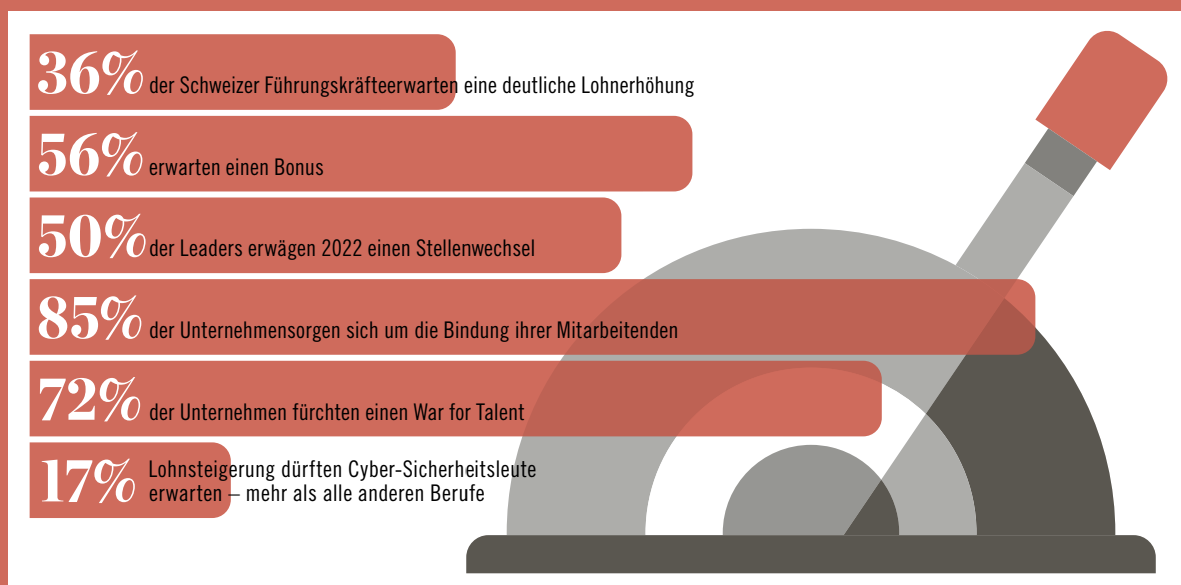 36% der Schweizer Führungskräfteerwarten eine deutliche Lohnerhöhung
56% erwarten einen Bonus
50% der Leaders erwägen 2022 einen Stellenwechsel
85% der Unternehmensorgen sich um die Bindung ihrer Mitarbeitenden
72% der Unternehmen fürchten einen War for Talent
17% Lohnsteigerung dürften Cyber-Sicherheitsleute
erwarten – mehr als alle anderen Berufe